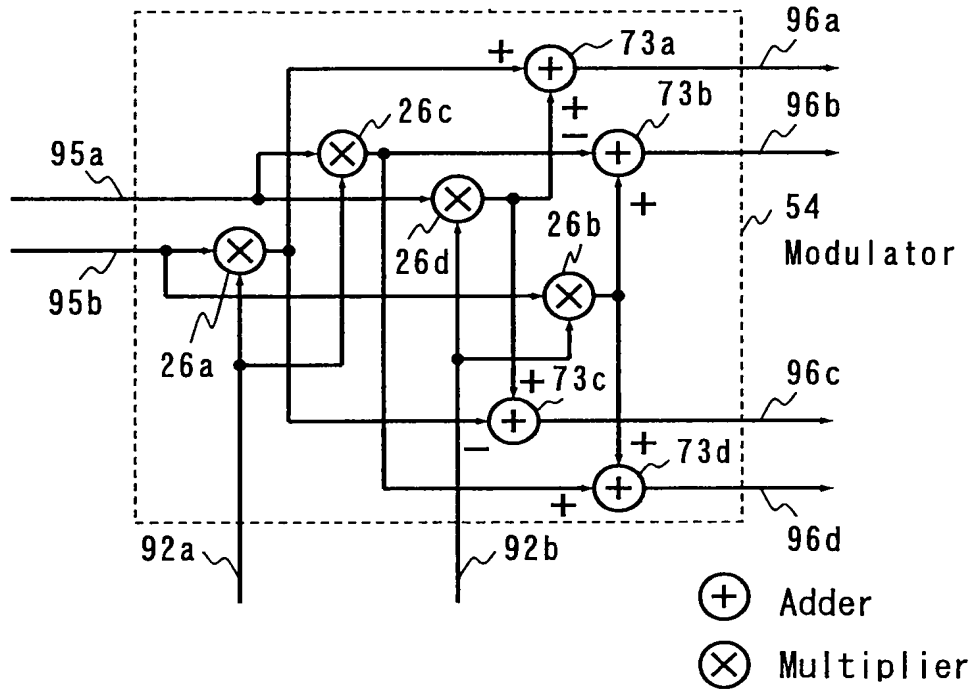 73a
96a
+
+
+
26c
73b
96b
−
+
95a
+
26d
26b
54
Modulator
95b
26a
+
73c
96c
+
−
+
73d
+
+
92a
92b
96d
+ Adder
× Multiplier